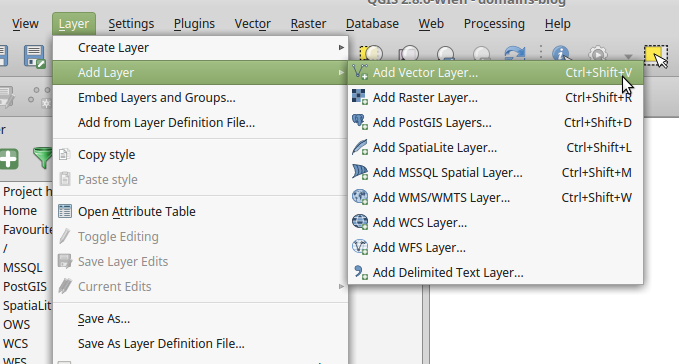 QGIS 2.8.0-Wien - domains-blog
View Layer Settings Plugins Vector Raster Database Web Processing Help
Create Layer
Add Layer
Embed Layers and Groups...
Add from Layer Definition File...
Copy style
Paste style
Open Attribute Table
Toggle Editing
Save Layer Edits
Current Edits
Save As...
Save As Layer Definition File...
Add Vector Layer... Ctrl+Shift+V
Add Raster Layer... Ctrl+Shift+R
Add PostGIS Layers... Ctrl+Shift+D
Add SpatiaLite Layer... Ctrl+Shift+L
Add MSSQL Spatial Layer... Ctrl+Shift+M
Add WMS/WMTS Layer... Ctrl+Shift+W
Add WCS Layer...
Add WFS Layer...
Add Delimited Text Layer...
er
Project h
Home
Favourite
/
MSSQL
PostGIS
SpatiaLit
OWS
WCS
WFS